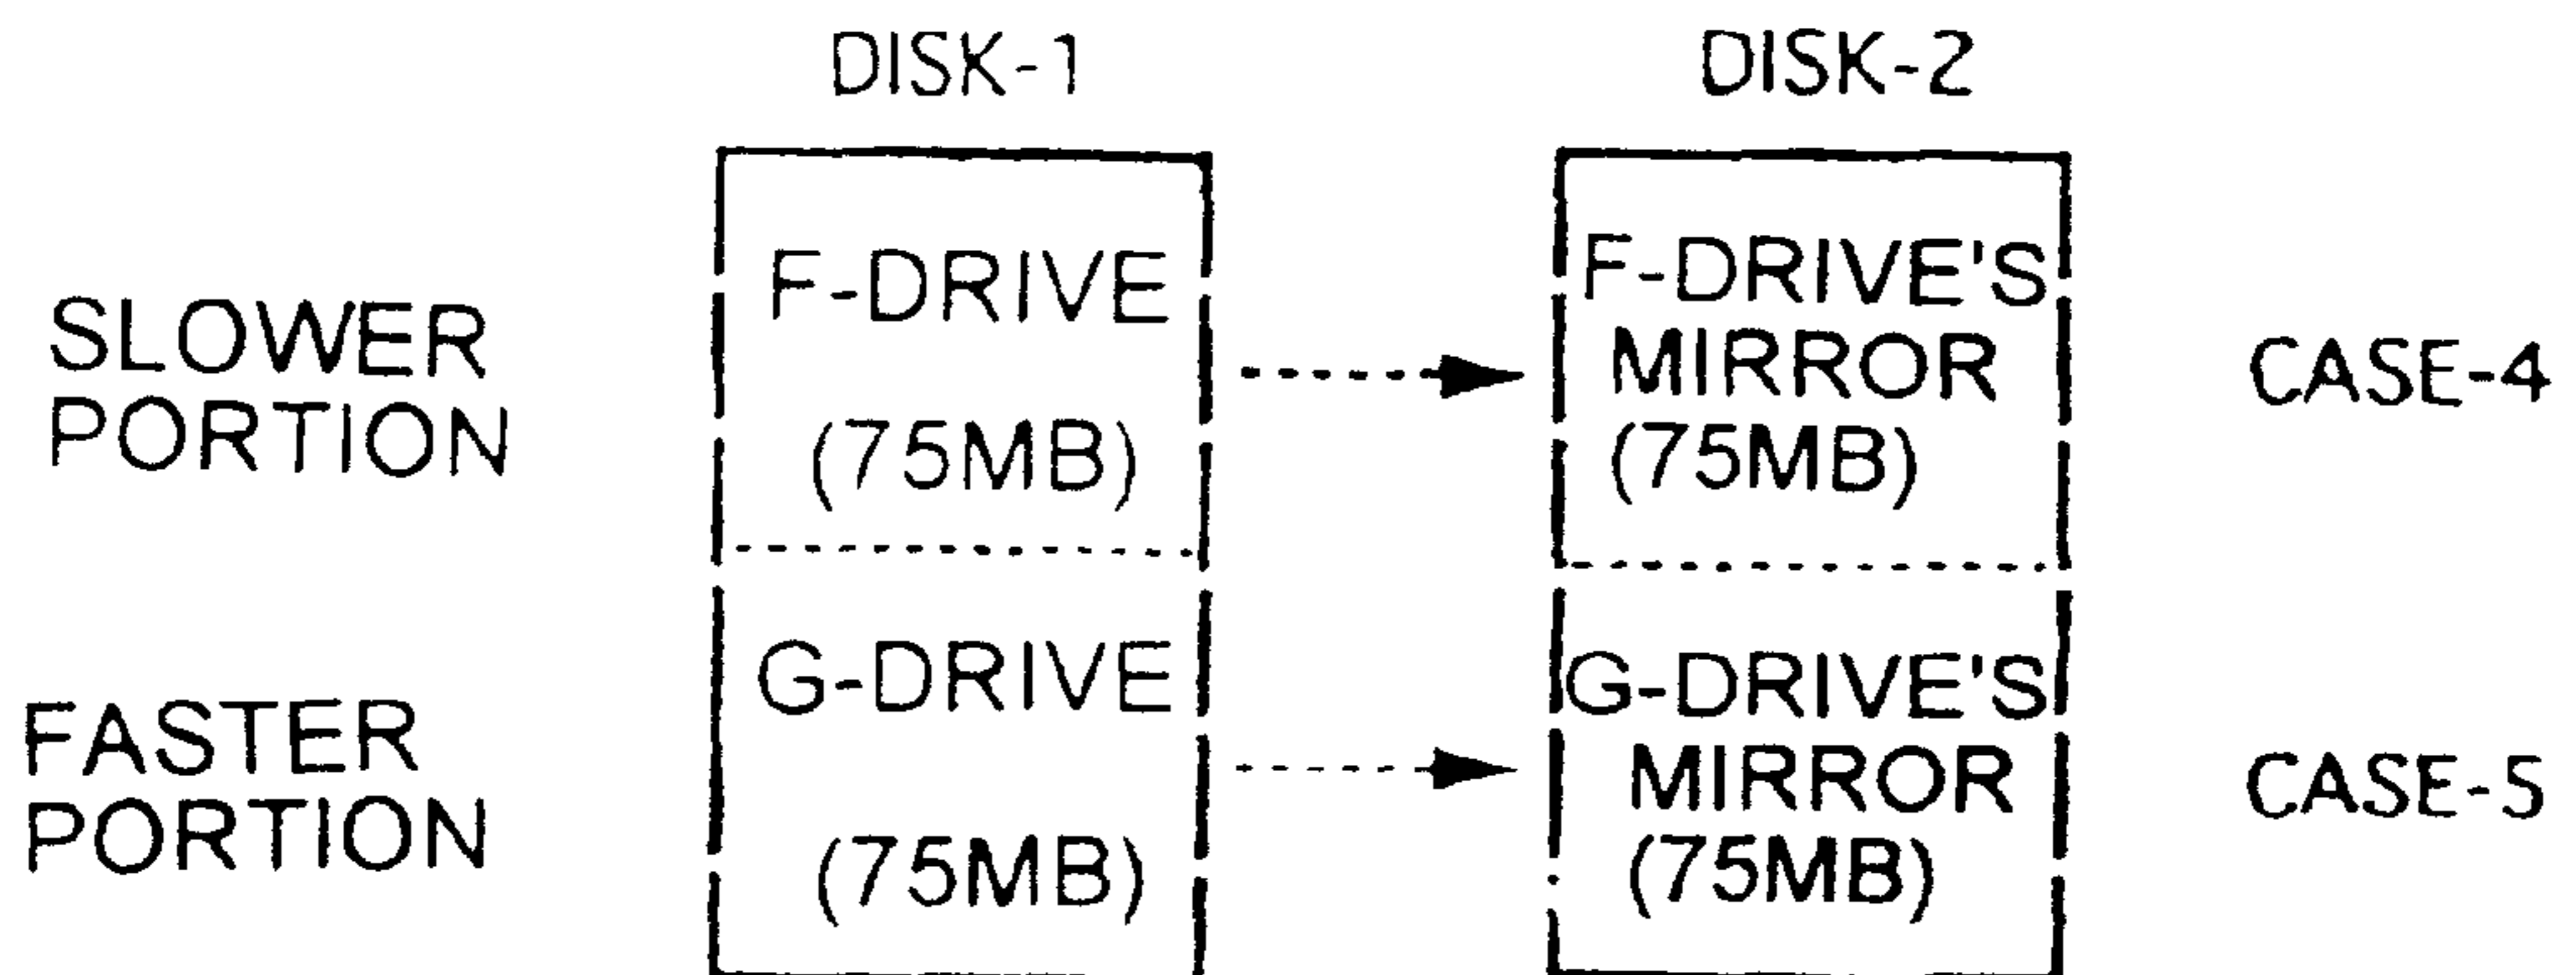 DISK-1
DISK-2
SLOWER
PORTION
F-DRIVE
(75MB)
F-DRIVE'S
MIRROR
(75MB)
CASE-4
FASTER
PORTION
G-DRIVE
(75MB)
G-DRIVE'S
MIRROR
(75MB)
CASE-5